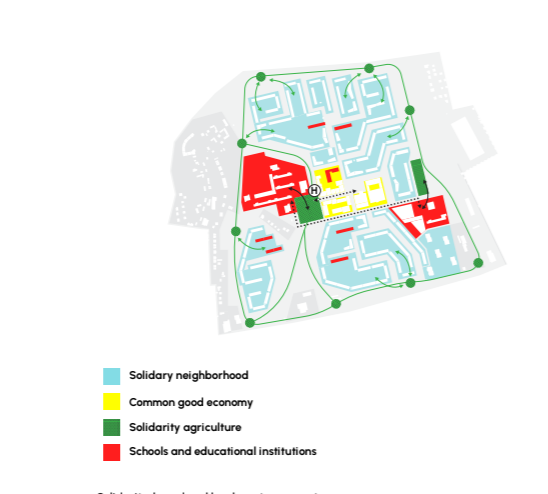 H
Solidary neighborhood
Common good economy
Solidarity agriculture
Schools and educational institutions